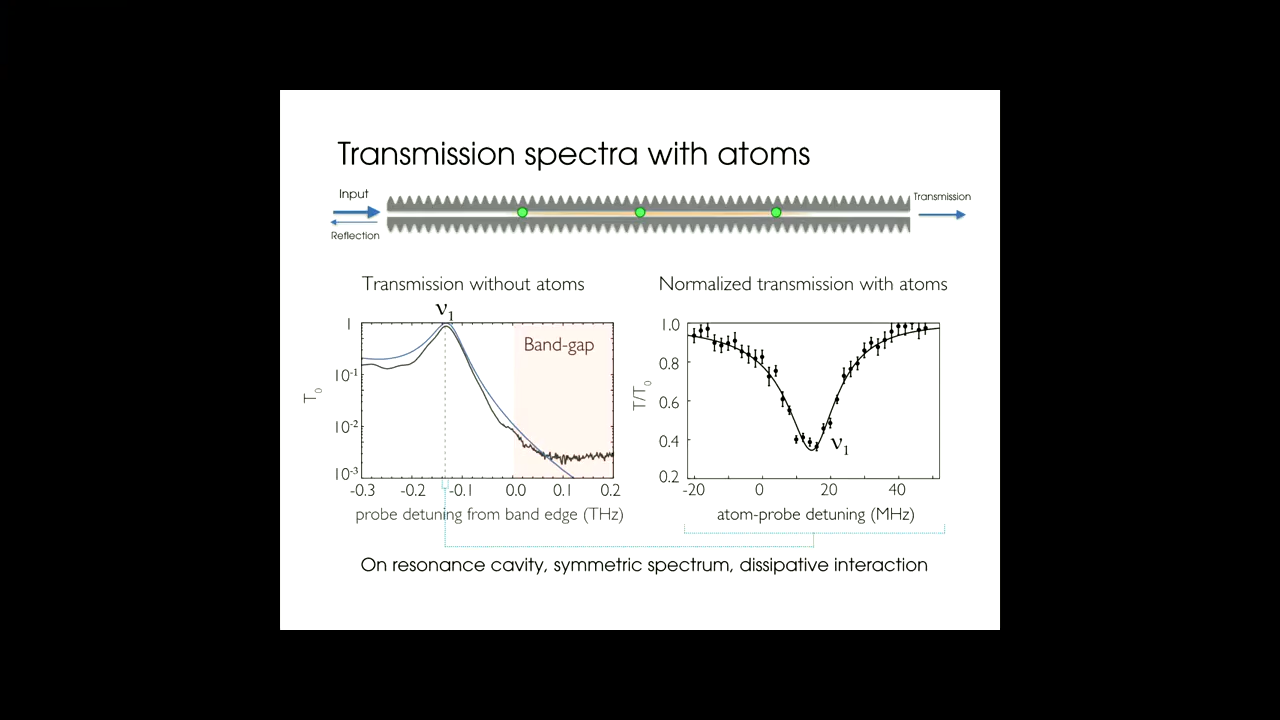 Transmission spectra with atoms
Input
Transmission
Reflection
Transmission without atoms
Normalized transmission with atoms
ν1
1
10-1
10-2
10-3
T0
Band-gap
-0.3 -0.2 -0.1 0.0 0.1 0.2
probe detuning from band edge (THz)
1.0
0.8
0.6
0.4
0.2
T/T0
ν1
-20 0 20 40
atom-probe detuning (MHz)
On resonance cavity, symmetric spectrum, dissipative interaction